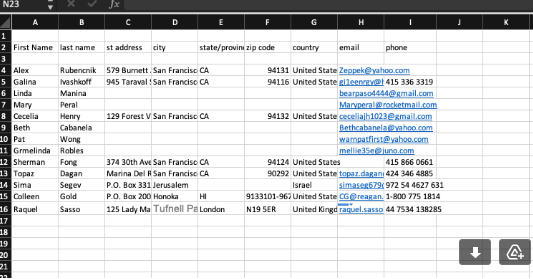 N23 fx
A B C D E F G H I J K
1
2 First Name last name st address city state/provin zip code country email phone
3
4 Alex Rubencnik 579 Burnett San Francisc CA 94131 United State Zeppek@yahoo.com
5 Galina Ivashkoff 945 Taraval San Francisc CA 94116 United State 415 336 3319
6 Linda Manina bearpaso4444@gmail.com
7 Mary Peral Maryperal@rocketmail.com
8 Cecelia Henry 129 Forest V San Francisc CA 94132 United State ceceliajh1023@gmail.com
9 Beth Cabanela Bethcabanela@yahoo.com
10 Pat Wong warnpatfirst@yahoo.com
11 Grmelinda Robles mellie35e@juno.com
12 Sherman Fong 374 30th Ave San Francisc CA 94124 United States 415 866 0661
13 Topaz Dagan Marina Del R San Francisc CA 90292 United State topaz.dagan 424 346 4885
14 Sima Segev P.O. Box 331 Jerusalem Israel simaseg679 972 54 4627 631
15 Colleen Gold P.O. Box 200 Honoka HI 9133101-967 United State CG@reagan. 1-800 775 1814
16 Raquel Sasso 125 Lady Ma Tufnell Pa London N19 5ER United Kingd raquel.sasso 44 7534 138285
17
18
19
20
21